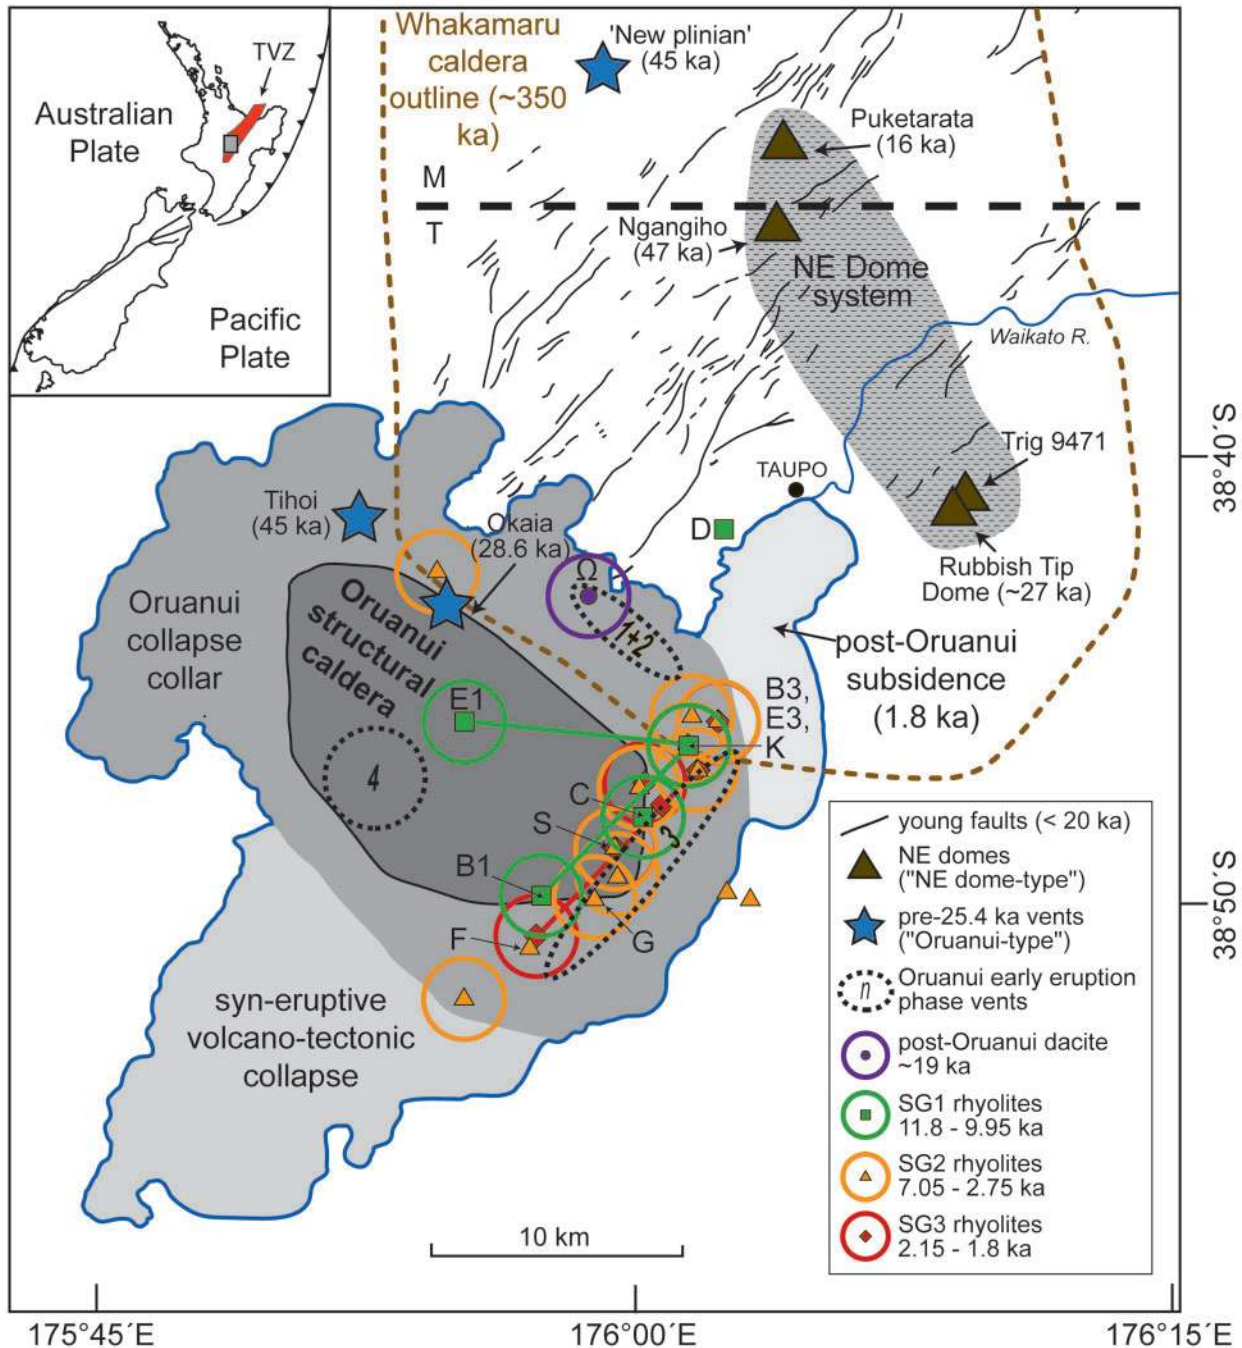 TVZ
Australian
Plate
Pacific
Plate
Whakamaru
caldera
outline (~350
ka)
'New plinian'
(45 ka)
Puketarata
(16 ka)
M
T
Ngangiho
(47 ka)
NE Dome
system
Waikato R.
Trig 9471
TAUPO
D
Rubbish Tip
Dome (~27 ka)
Tihoi
(45 ka)
Okaia
(28.6 ka)
Ω
1+2
Oruanui
collapse
collar
Oruanui
structural
caldera
post-Oruanui
subsidence
(1.8 ka)
E1
B3,
E3,
K
4
C
3
S
B1
F
G
syn-eruptive
volcano-tectonic
collapse
young faults (< 20 ka)
NE domes
("NE dome-type")
pre-25.4 ka vents
("Oruanui-type")
n
Oruanui early eruption
phase vents
post-Oruanui dacite
~19 ka
SG1 rhyolites
11.8 - 9.95 ka
SG2 rhyolites
7.05 - 2.75 ka
SG3 rhyolites
2.15 - 1.8 ka
10 km
38°40´S
38°50´S
175°45´E
176°00´E
176°15´E